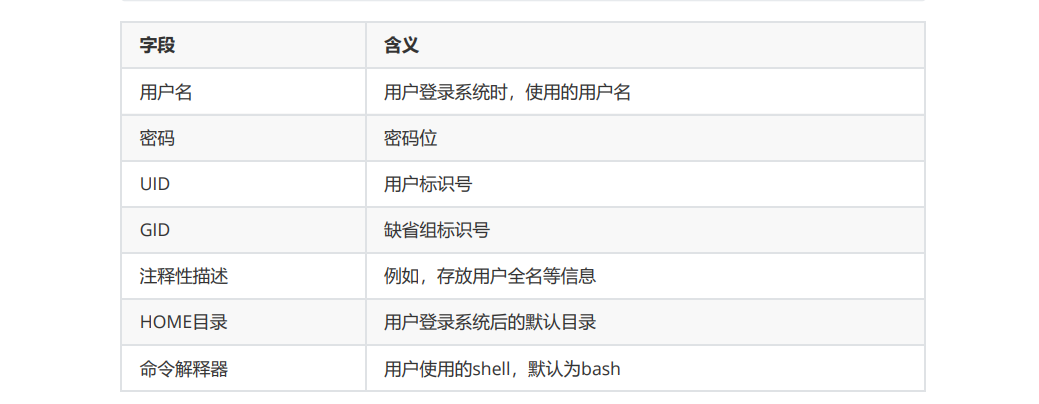 字段 含义
用户名 用户登录系统时，使用的用户名
密码 密码位
UID 用户标识号
GID 缺省组标识号
注释性描述 例如，存放用户全名等信息
HOME目录 用户登录系统后的默认目录
命令解释器 用户使用的shell，默认为bash